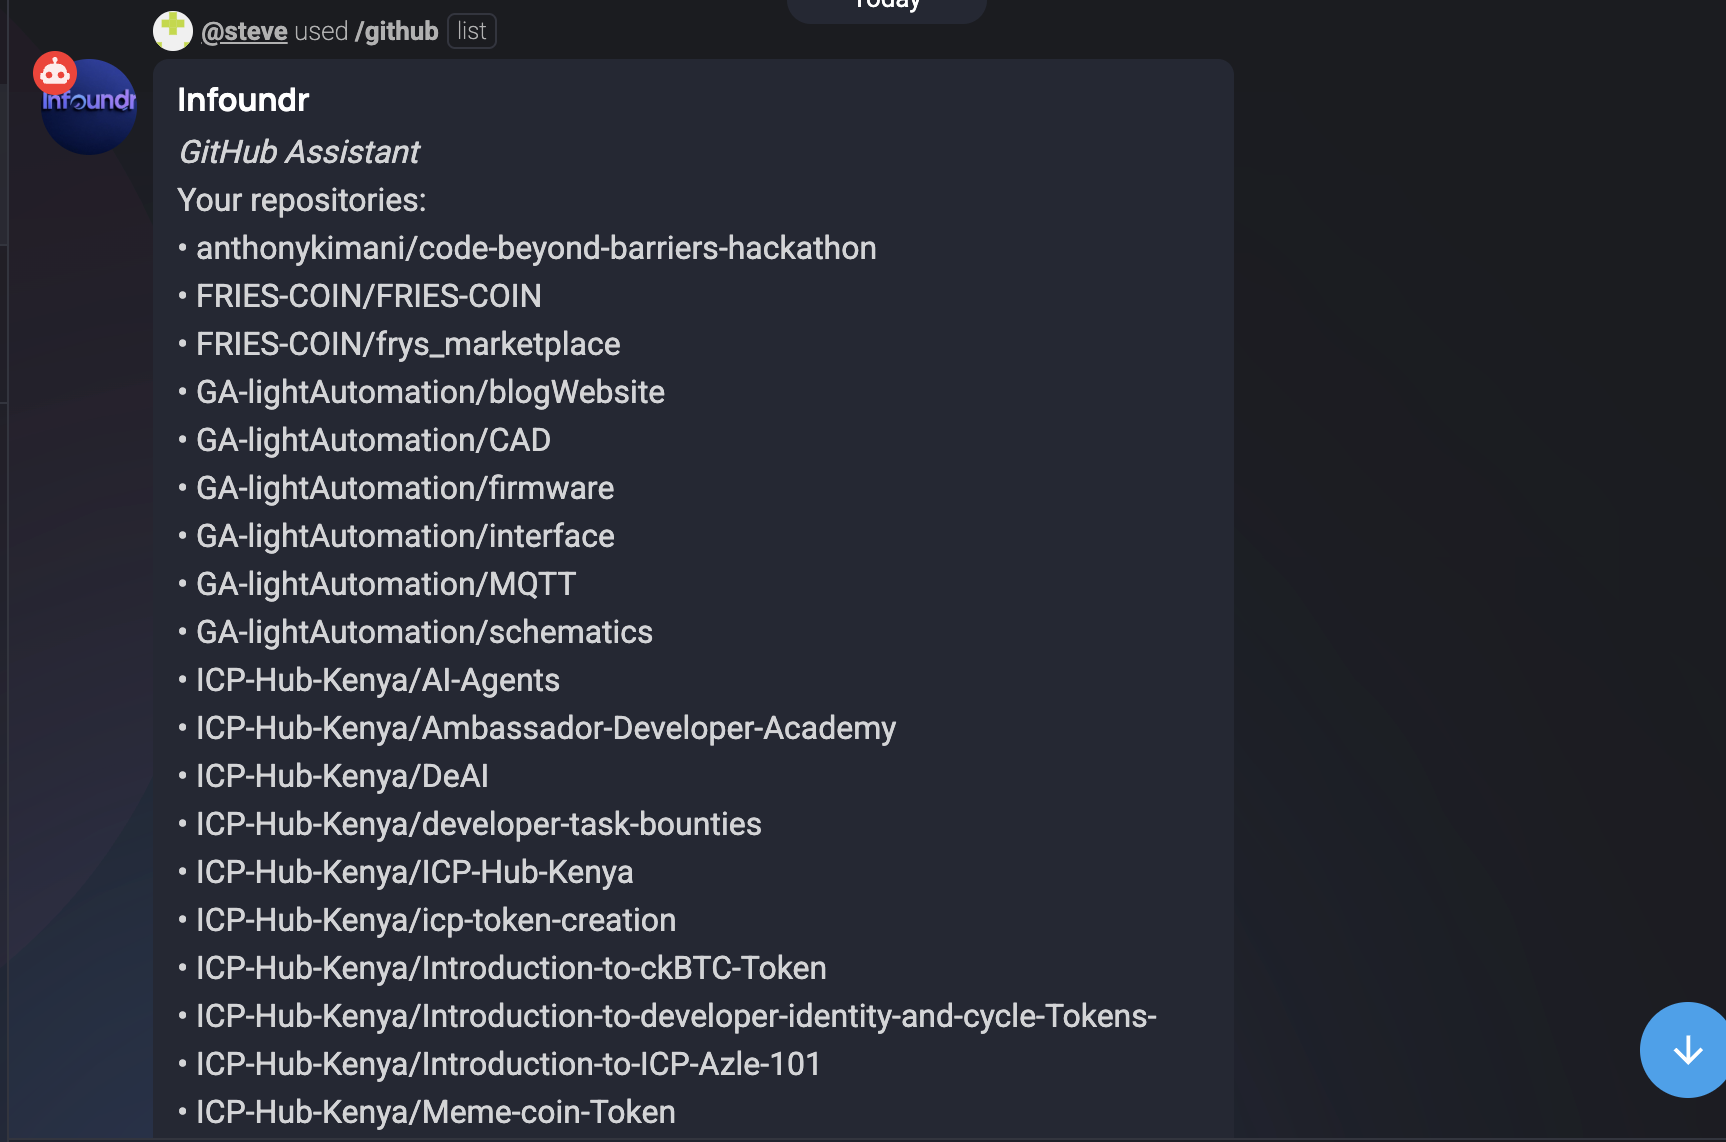 Today
@steve used /github list
Infoundr
Infoundr
GitHub Assistant
Your repositories:
• anthonykimani/code-beyond-barriers-hackathon
• FRIES-COIN/FRIES-COIN
• FRIES-COIN/frys_marketplace
• GA-lightAutomation/blogWebsite
• GA-lightAutomation/CAD
• GA-lightAutomation/firmware
• GA-lightAutomation/interface
• GA-lightAutomation/MQTT
• GA-lightAutomation/schematics
• ICP-Hub-Kenya/AI-Agents
• ICP-Hub-Kenya/Ambassador-Developer-Academy
• ICP-Hub-Kenya/DeAI
• ICP-Hub-Kenya/developer-task-bounties
• ICP-Hub-Kenya/ICP-Hub-Kenya
• ICP-Hub-Kenya/icp-token-creation
• ICP-Hub-Kenya/Introduction-to-ckBTC-Token
• ICP-Hub-Kenya/Introduction-to-developer-identity-and-cycle-Tokens-
• ICP-Hub-Kenya/Introduction-to-ICP-Azle-101
• ICP-Hub-Kenya/Meme-coin-Token